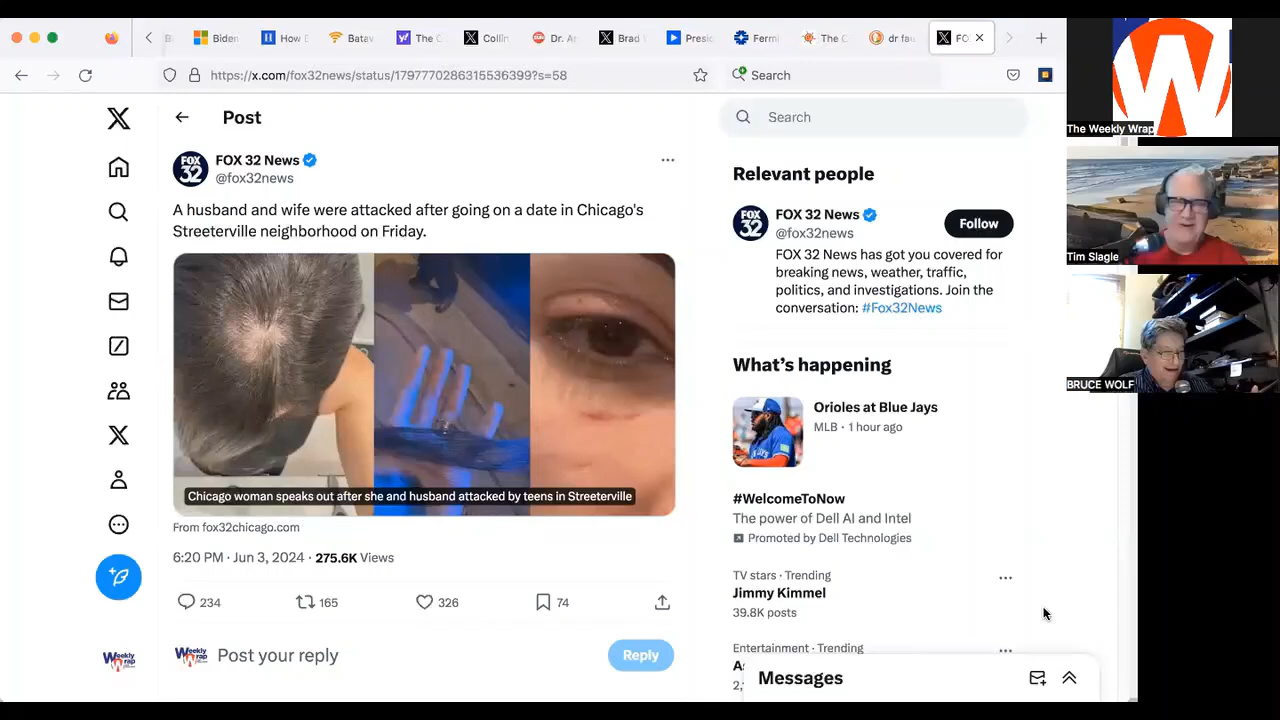 Biden
How E
Batav
The C
Collin
Dr. A
Brad
Presic
Fermi
The C
dr fau
FO
https://x.com/fox32news/status/1797770286315536399?s=58
Search
Post
FOX
32
FOX 32 News
@fox32news
A husband and wife were attacked after going on a date in Chicago's
Streeterville neighborhood on Friday.
Chicago woman speaks out after she and husband attacked by teens in Streeterville
From fox32chicago.com
6:20 PM · Jun 3, 2024 · 275.6K Views
234
165
326
74
Weekly
Wrap
Post your reply
Reply
Search
Relevant people
FOX
32
FOX 32 News
@fox32news
Follow
FOX 32 News has got you covered for
breaking news, weather, traffic,
politics, and investigations. Join the
conversation: #Fox32News
What's happening
Orioles at Blue Jays
MLB · 1 hour ago
#WelcomeToNow
The power of Dell AI and Intel
Promoted by Dell Technologies
TV stars · Trending
Jimmy Kimmel
39.8K posts
Entertainment · Trending
Messages
W
The Weekly Wrap
Tim Slagle
BRUCE WOLF